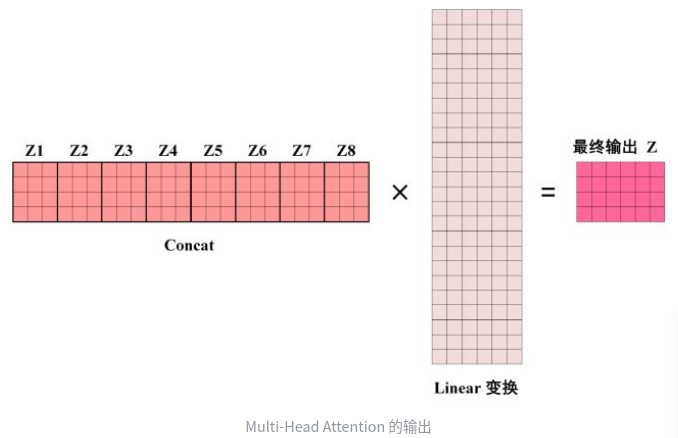 Z1 Z2 Z3 Z4 Z5 Z6 Z7 Z8
最终输出 Z
×
=
Concat
Linear 变换
Multi-Head Attention 的输出